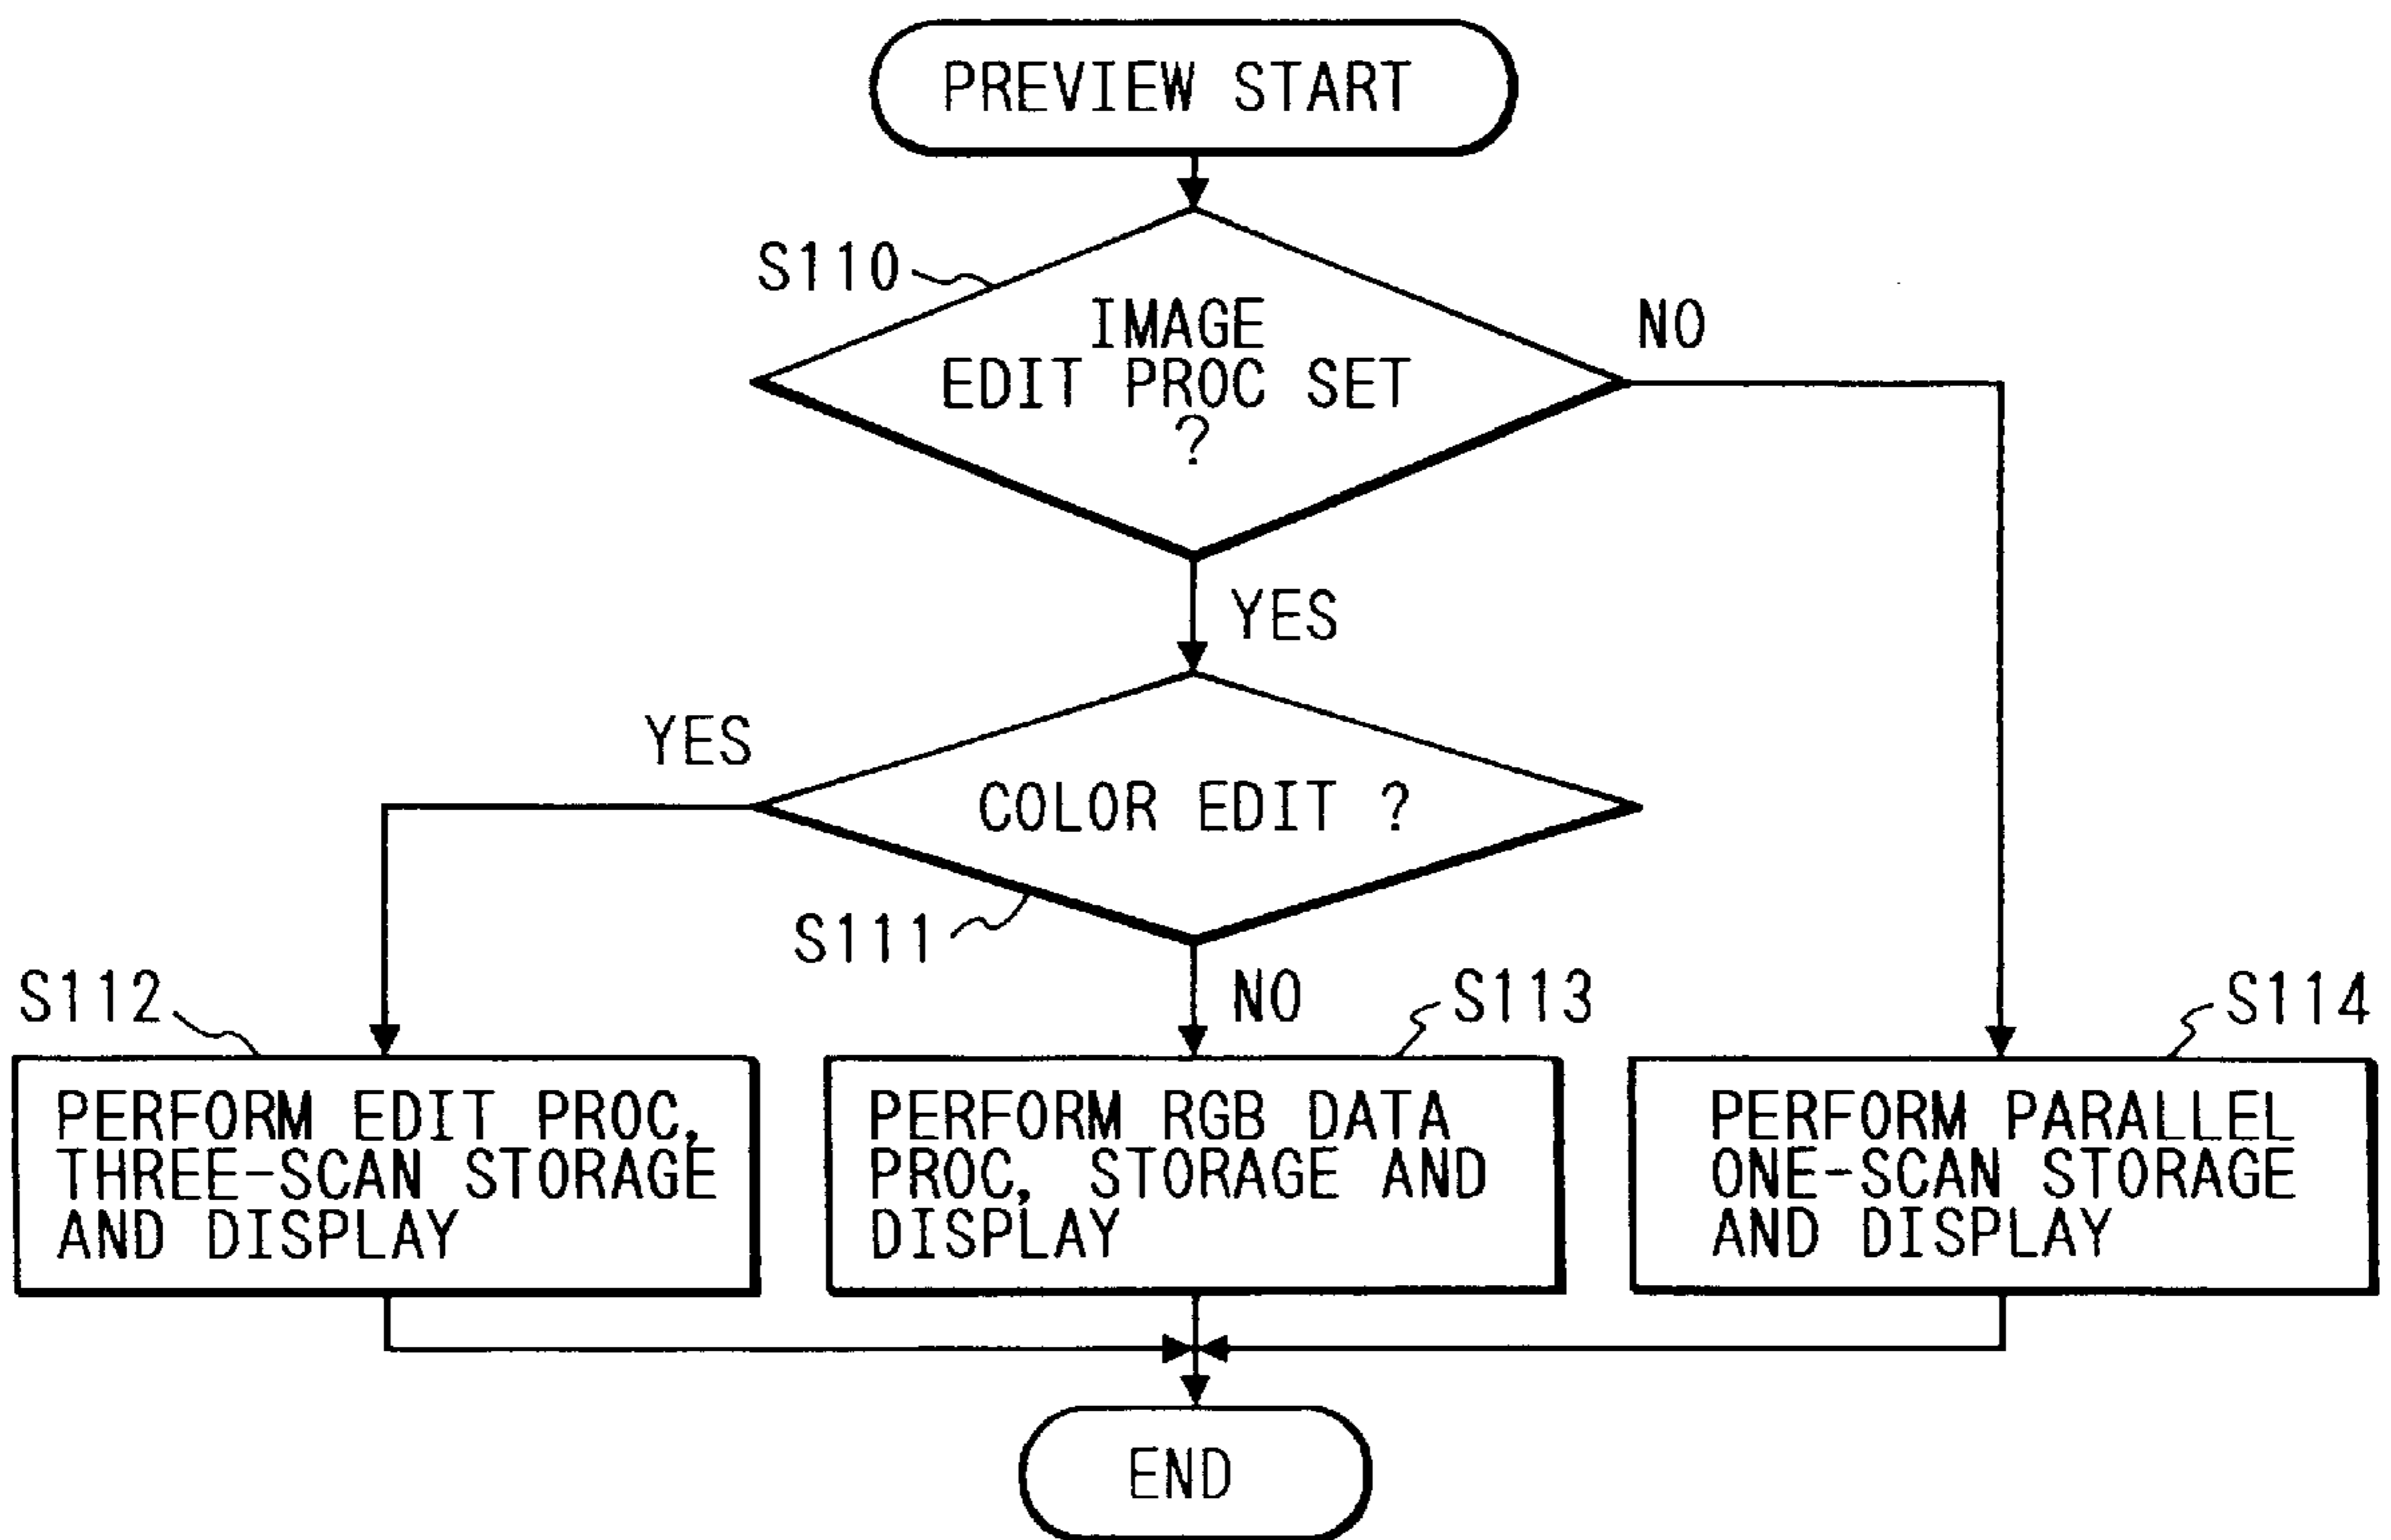 PREVIEW START
S110
IMAGE
EDIT PROC SET
?
NO
YES
YES
COLOR EDIT ?
S111
NO
S112
S113
S114
PERFORM EDIT PROC,
THREE-SCAN STORAGE
AND DISPLAY
PERFORM RGB DATA
PROC, STORAGE AND
DISPLAY
PERFORM PARALLEL
ONE-SCAN STORAGE
AND DISPLAY
END